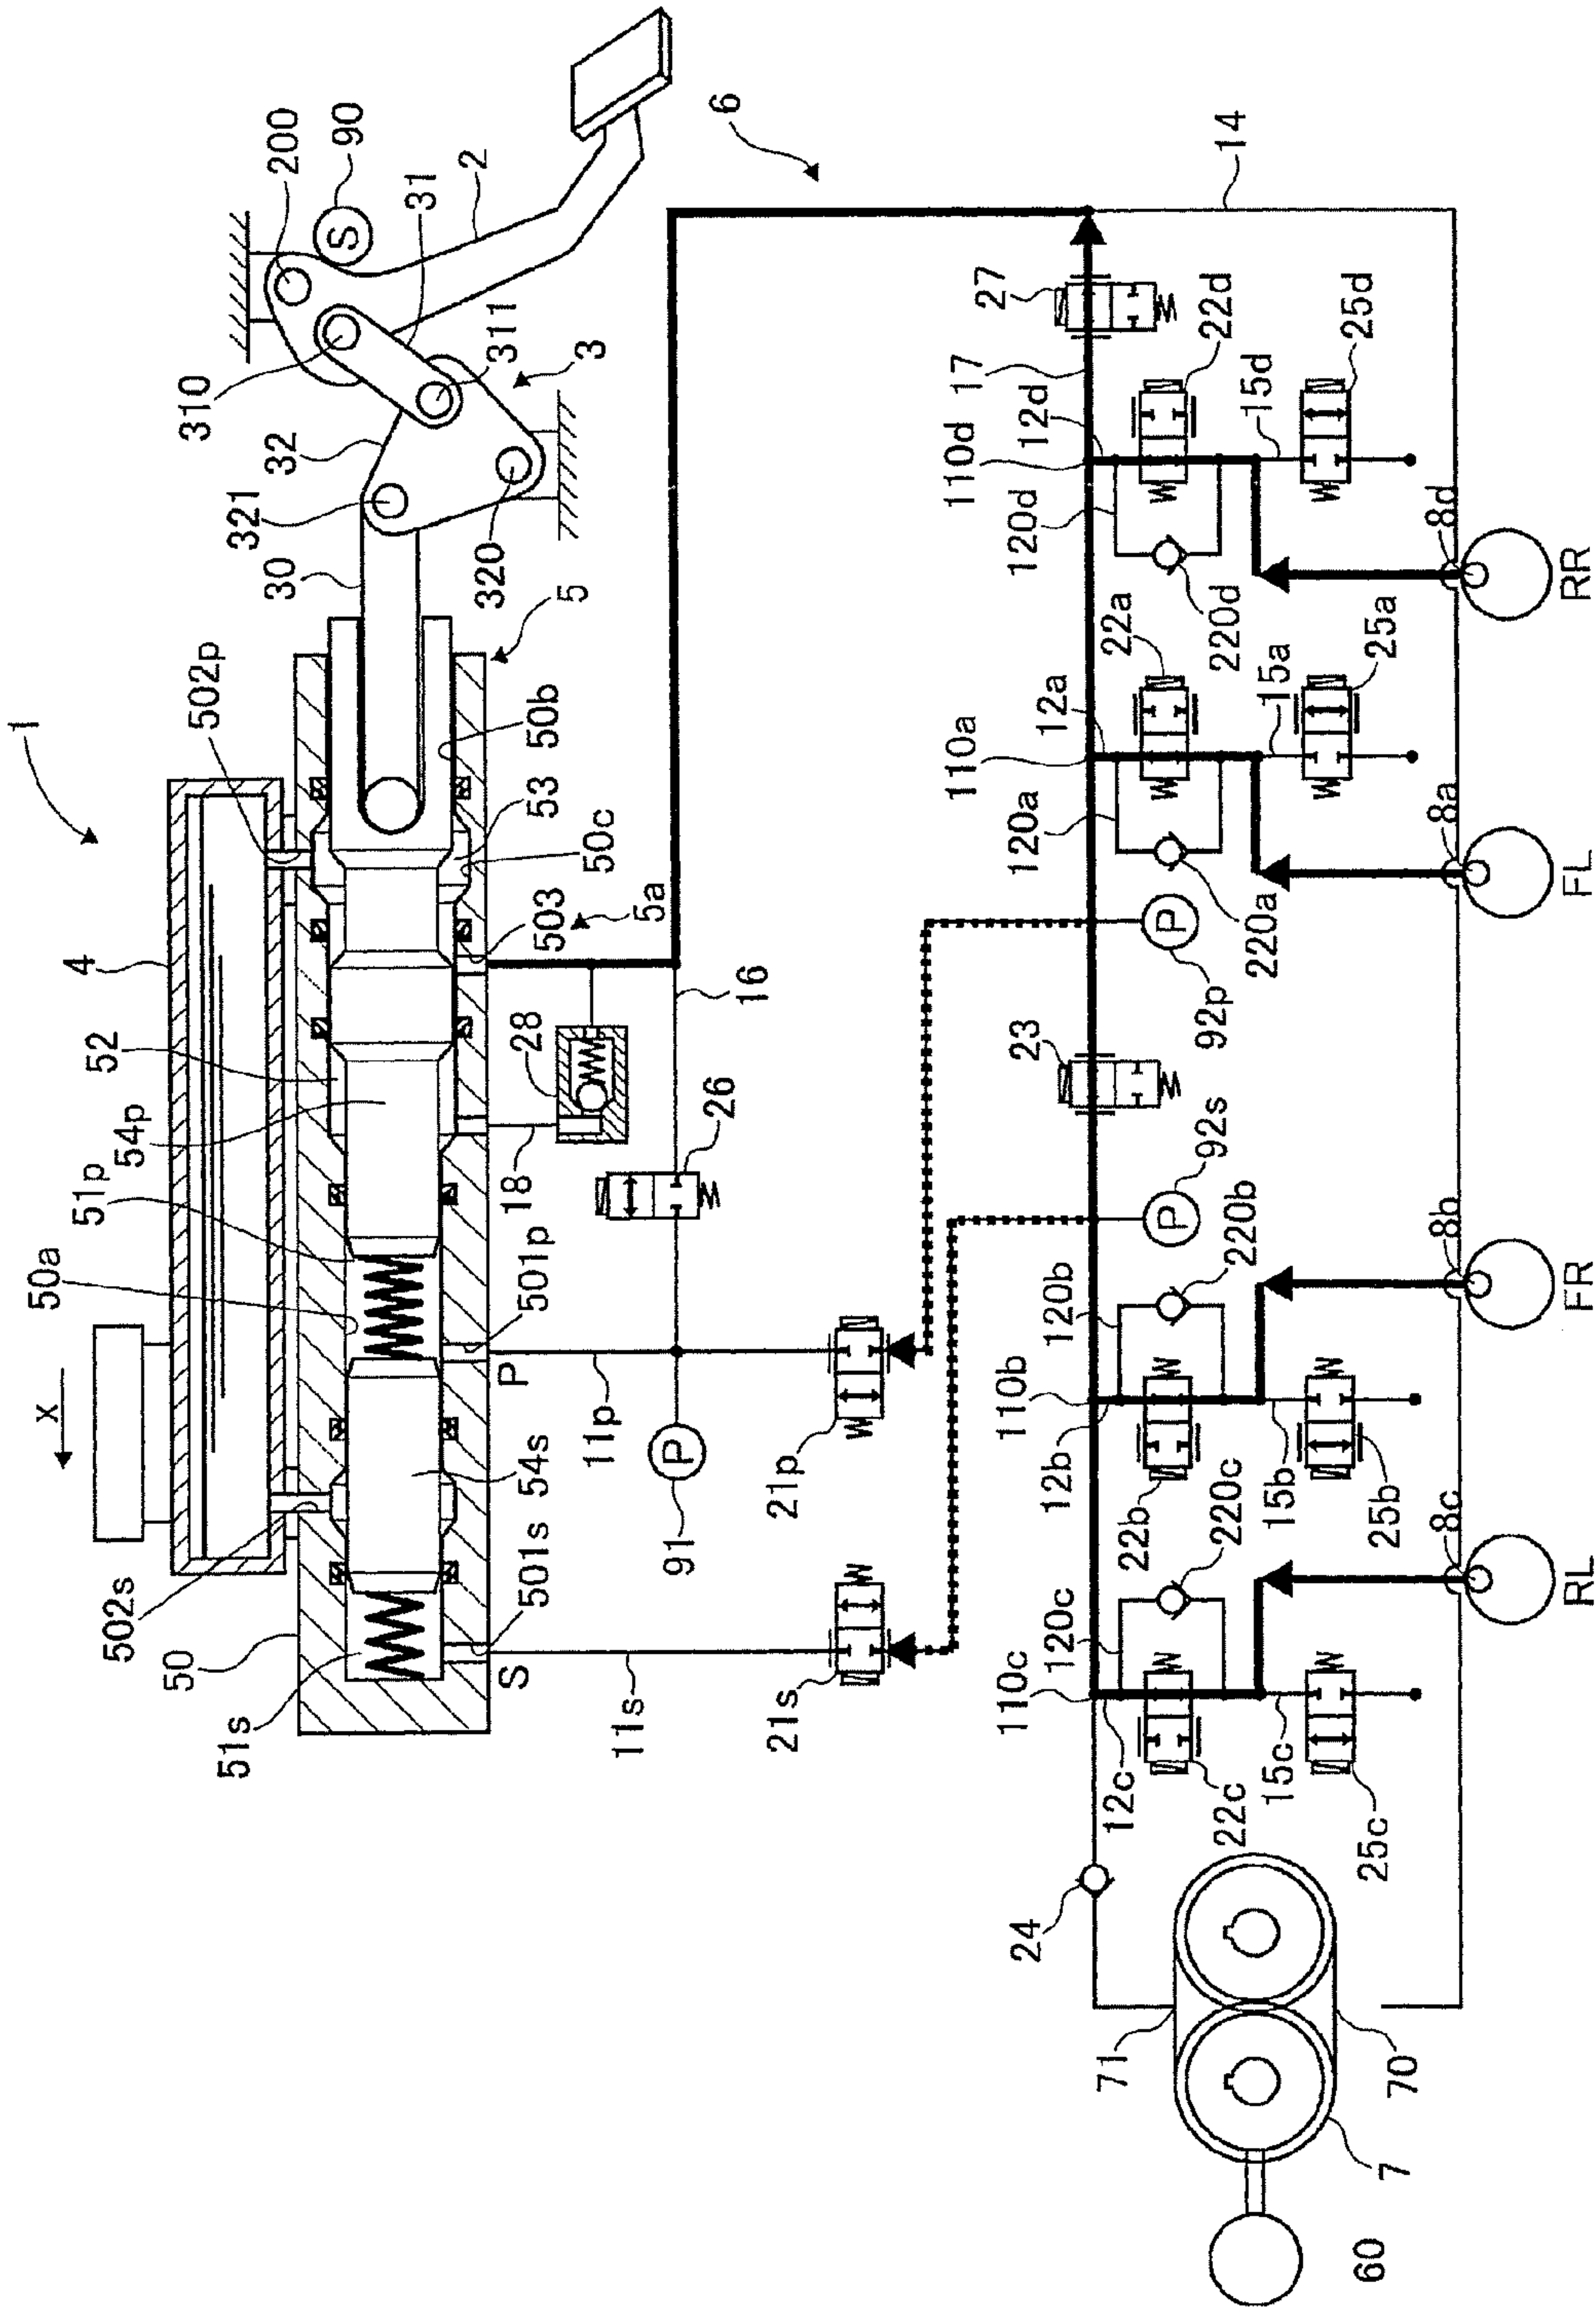 1
X
4
502p
50a
51p
54p
52
502s
50
51s
54s
501s
S
P
501p
18
28
503
5a
50c
53
50b
5
30
321
32
310
320
3
311
31
2
200
S
90
6
11s
11p
P
91
26
16
21s
21p
23
27
17
14
P
92s
P
92p
24
110c
12c
120c
220c
22c
15c
25c
8c
RL
110b
12b
120b
220b
22b
15b
25b
8b
FR
110a
12a
120a
220a
22a
15a
25a
8a
FL
110d
12d
120d
220d
22d
15d
25d
8d
RR
71
70
7
60